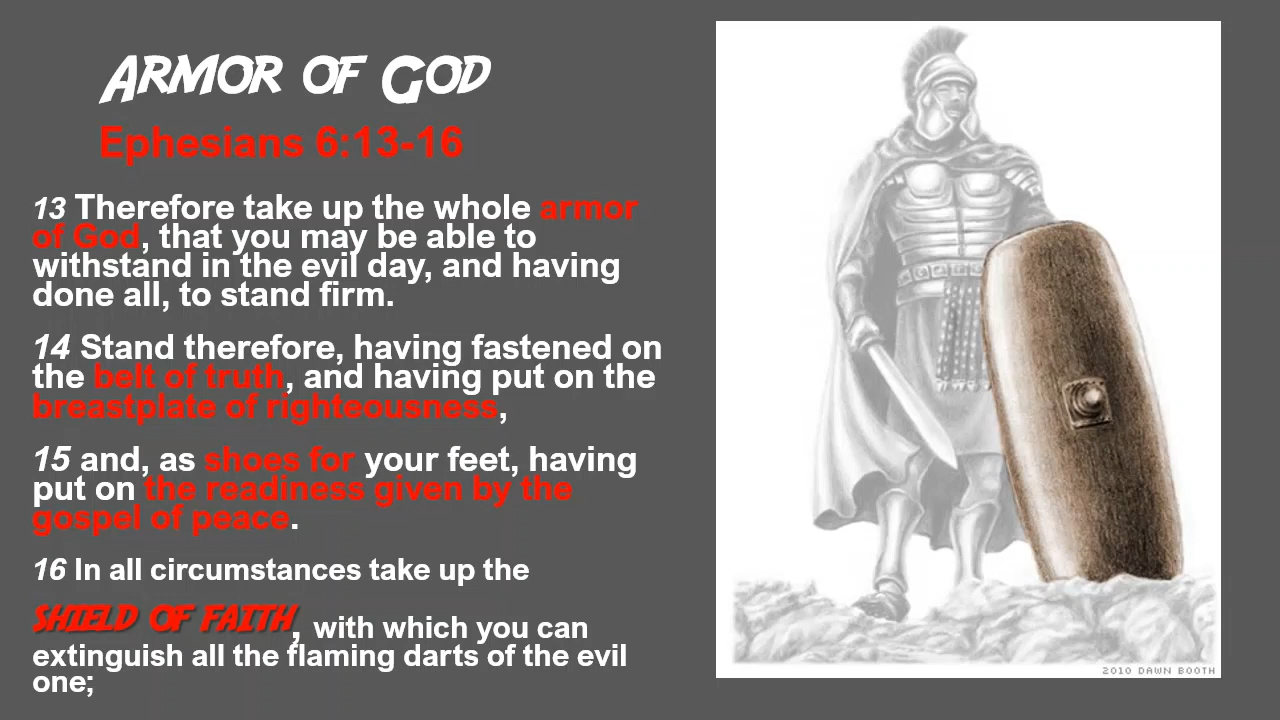 Armor of God
Ephesians 6:13-16
13 Therefore take up the whole armor
of God, that you may be able to
withstand in the evil day, and having
done all, to stand firm.
14 Stand therefore, having fastened on
the belt of truth, and having put on the
breastplate of righteousness,
15 and, as shoes for your feet, having
put on the readiness given by the
gospel of peace.
16 In all circumstances take up the
SHIELD OF FAITH, with which you can
extinguish all the flaming darts of the evil
one;
2010 DAWN BOOTH